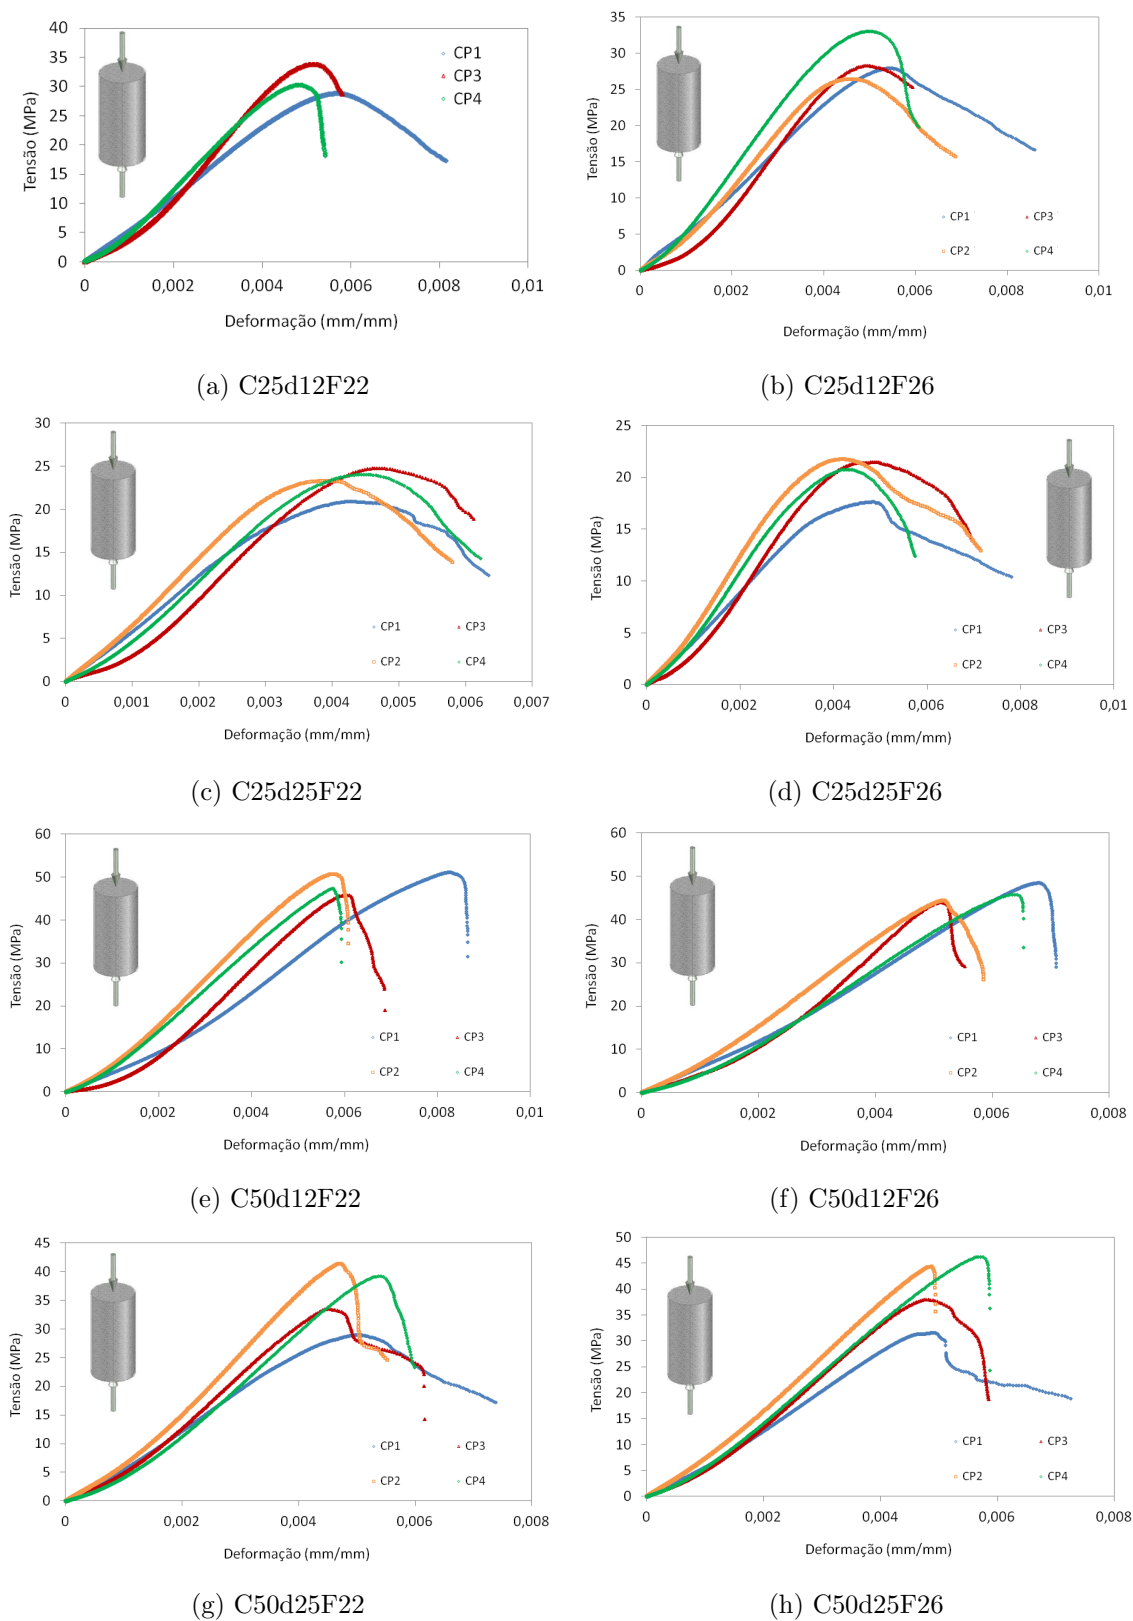 40
35
30
25
20
15
10
5
0
Tensão (MPa)
CP1
CP3
CP4
0 0,002 0,004 0,006 0,008 0,01
Deformação (mm/mm)
(a) C25d12F22
35
30
25
20
15
10
5
0
Tensão (MPa)
CP1 CP3
CP2 CP4
0 0,002 0,004 0,006 0,008 0,01
Deformação (mm/mm)
(b) C25d12F26
30
25
20
15
10
5
0
Tensão (MPa)
CP1 CP3
CP2 CP4
0 0,001 0,002 0,003 0,004 0,005 0,006 0,007
Deformação (mm/mm)
(c) C25d25F22
25
20
15
10
5
0
Tensão (MPa)
CP1 CP3
CP2 CP4
0 0,002 0,004 0,006 0,008 0,01
Deformação (mm/mm)
(d) C25d25F26
60
50
40
30
20
10
0
Tensão (MPa)
CP1 CP3
CP2 CP4
0 0,002 0,004 0,006 0,008 0,01
Deformação (mm/mm)
(e) C50d12F22
60
50
40
30
20
10
0
Tensão (MPa)
CP1 CP3
CP2 CP4
0 0,002 0,004 0,006 0,008
Deformação (mm/mm)
(f) C50d12F26
45
40
35
30
25
20
15
10
5
0
Tensão (MPa)
CP1 CP3
CP2 CP4
0 0,002 0,004 0,006 0,008
Deformação (mm/mm)
(g) C50d25F22
50
45
40
35
30
25
20
15
10
5
0
Tensão (MPa)
CP1 CP3
CP2 CP4
0 0,002 0,004 0,006 0,008
Deformação (mm/mm)
(h) C50d25F26